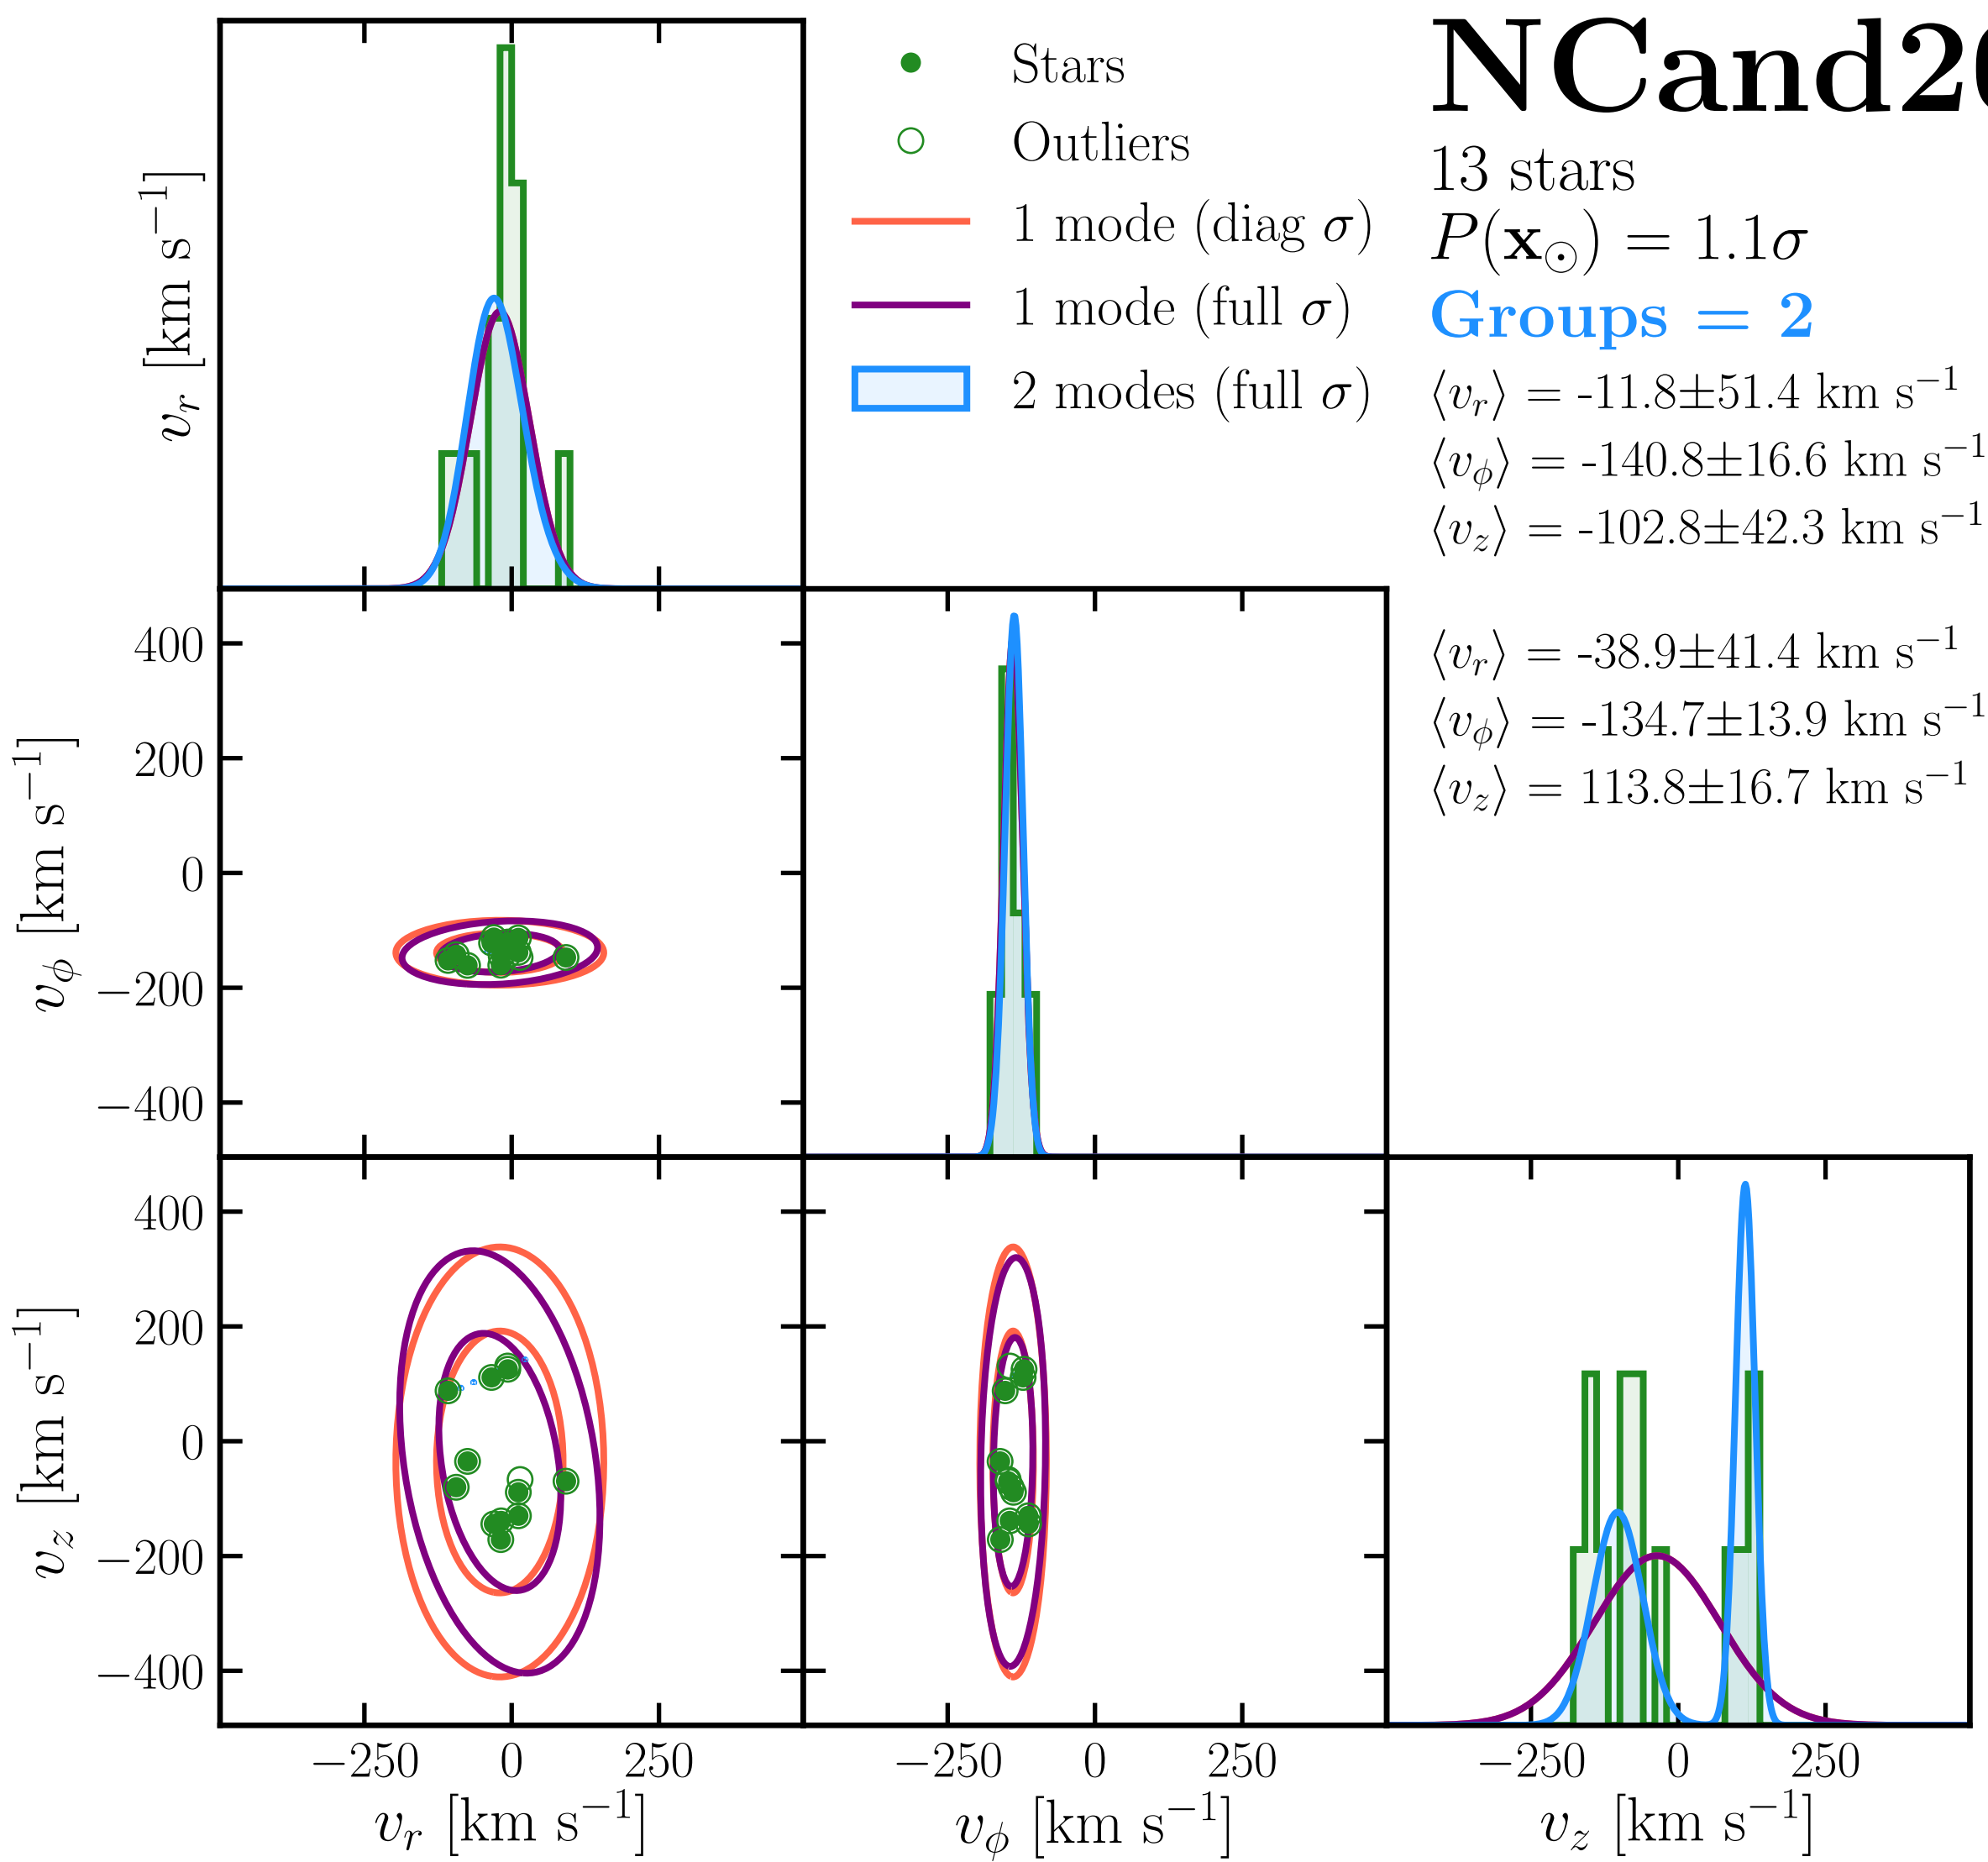 NCand20
13 stars
P(x⊙) = 1.1σ
Groups = 2
⟨v_r⟩ = -11.8±51.4 km s⁻¹
⟨v_ϕ⟩ = -140.8±16.6 km s⁻¹
⟨v_z⟩ = -102.8±42.3 km s⁻¹
⟨v_r⟩ = -38.9±41.4 km s⁻¹
⟨v_ϕ⟩ = -134.7±13.9 km s⁻¹
⟨v_z⟩ = 113.8±16.7 km s⁻¹
Stars
Outliers
1 mode (diag σ)
1 mode (full σ)
2 modes (full σ)
v_r [km s⁻¹]
v_ϕ [km s⁻¹]
400
200
0
−200
−400
v_z [km s⁻¹]
400
200
0
−200
−400
−250 0 250
v_r [km s⁻¹]
−250 0 250
v_ϕ [km s⁻¹]
−250 0 250
v_z [km s⁻¹]